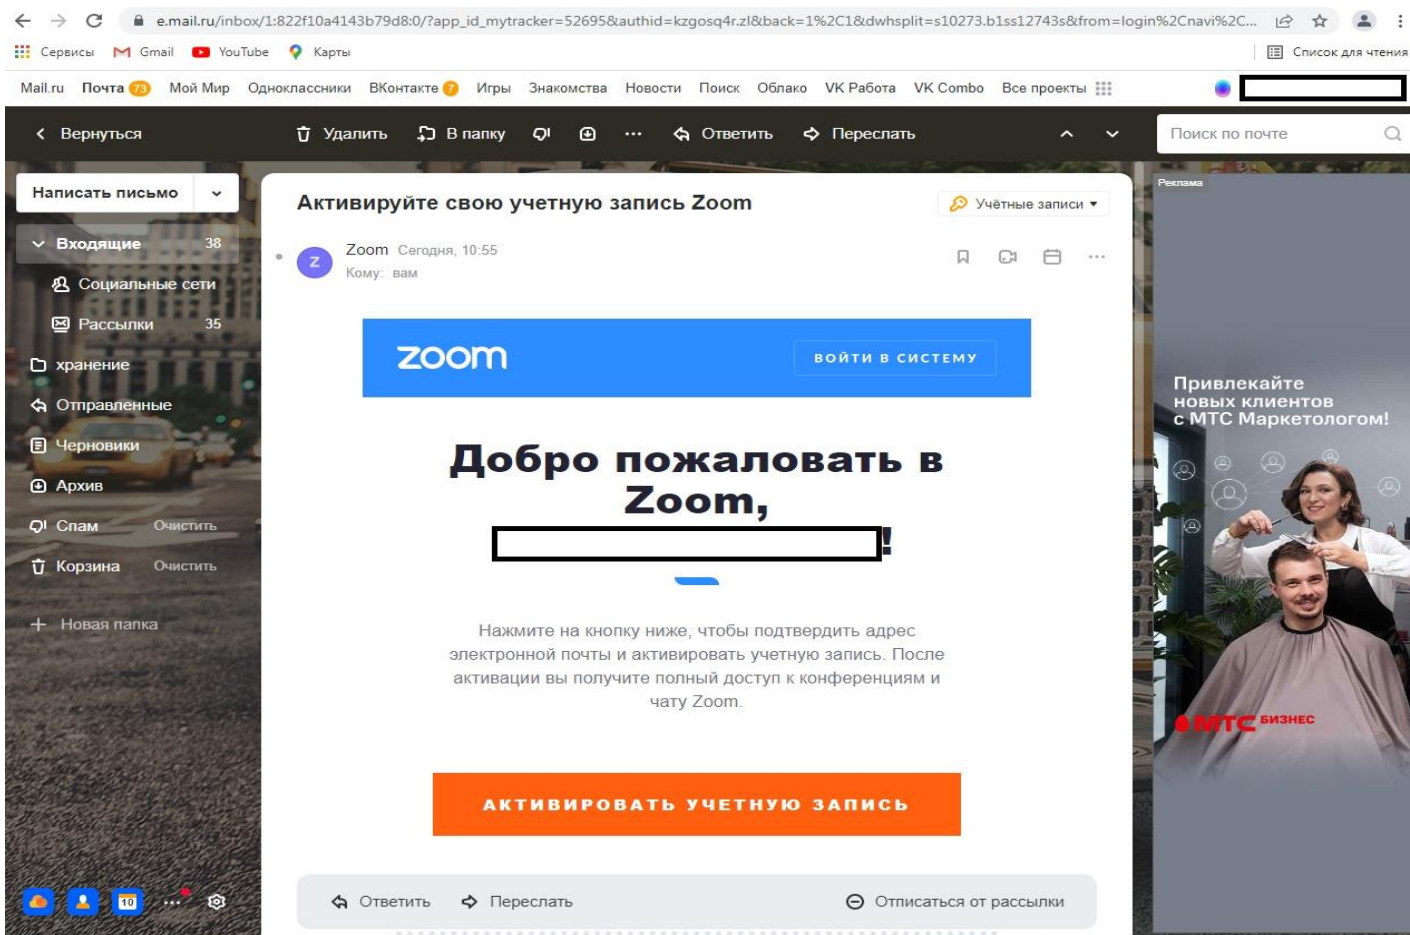 e.mail.ru/inbox/1:822f10a4143b79d8:0/?app_id_mytracker=52695&authid=kzgosq4r.zl&back=1%2C1&dwhsplit=s10273.b1ss12743s&from=login%2Cnavi%2C...
Сервисы Gmail YouTube Карты Список для чтения
Mail.ru Почта 73 Мой Мир Одноклассники ВКонтакте 7 Игры Знакомства Новости Поиск Облако VK Работа VK Combo Все проекты
Вернуться Удалить В папку Ответить Переслать Поиск по почте
Написать письмо
Входящие 38
Социальные сети
Рассылки 35
хранение
Отправленные
Черновики
Архив
Спам Очистить
Корзина Очистить
Новая папка
10
Активируйте свою учетную запись Zoom
Учётные записи
Z
Zoom Сегодня, 10:55
Кому: вам
zoom ВОЙТИ В СИСТЕМУ
Добро пожаловать в
Zoom,
!
Нажмите на кнопку ниже, чтобы подтвердить адрес
электронной почты и активировать учетную запись. После
активации вы получите полный доступ к конференциям и
чату Zoom.
АКТИВИРОВАТЬ УЧЕТНУЮ ЗАПИСЬ
Ответить Переслать Отписаться от рассылки
Реклама
Привлекайте
новых клиентов
с МТС Маркетологом!
МТС БИЗНЕС